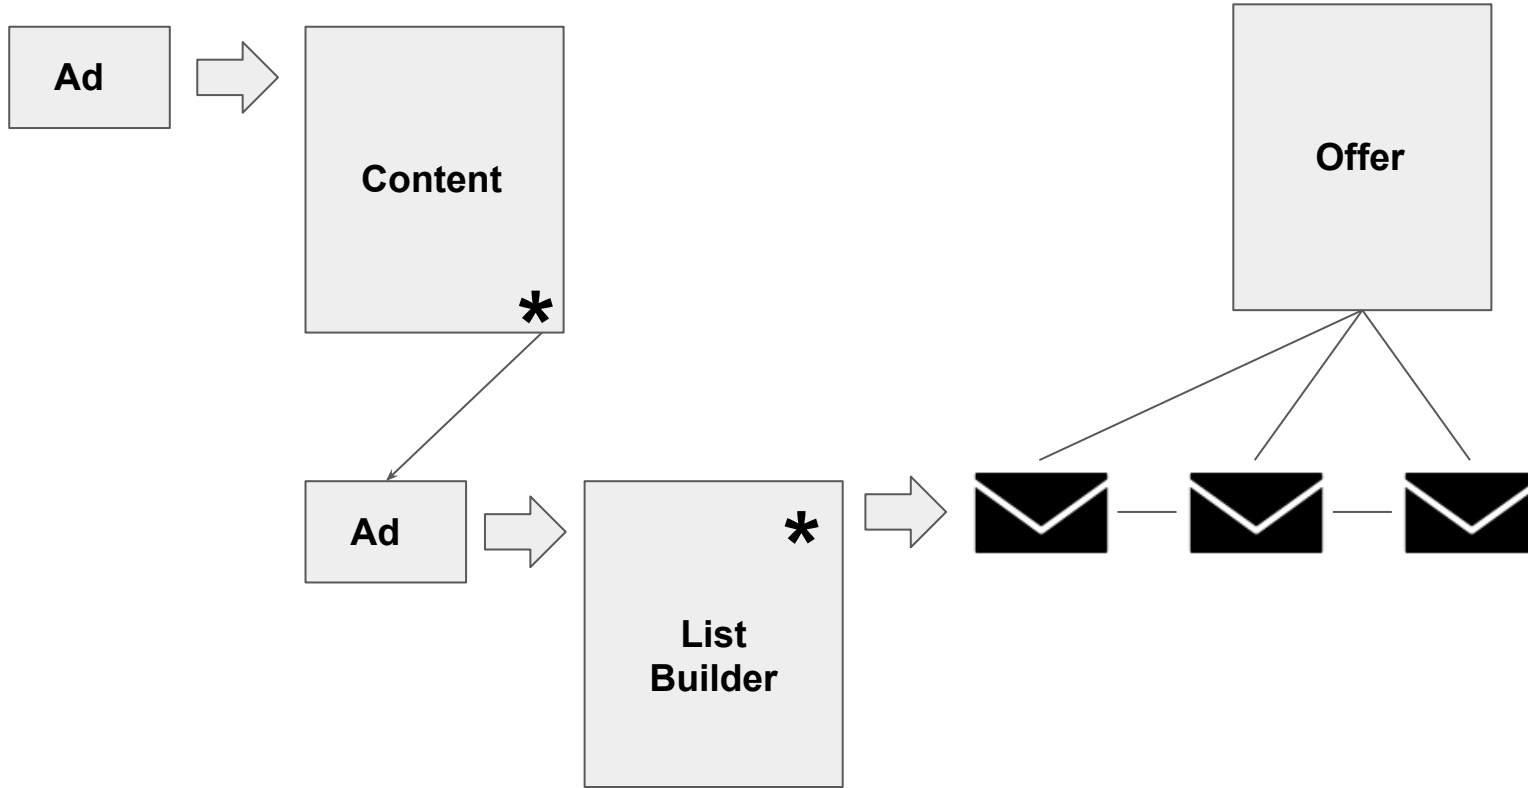 Ad
Content
*
Offer
Ad
*
List
Builder